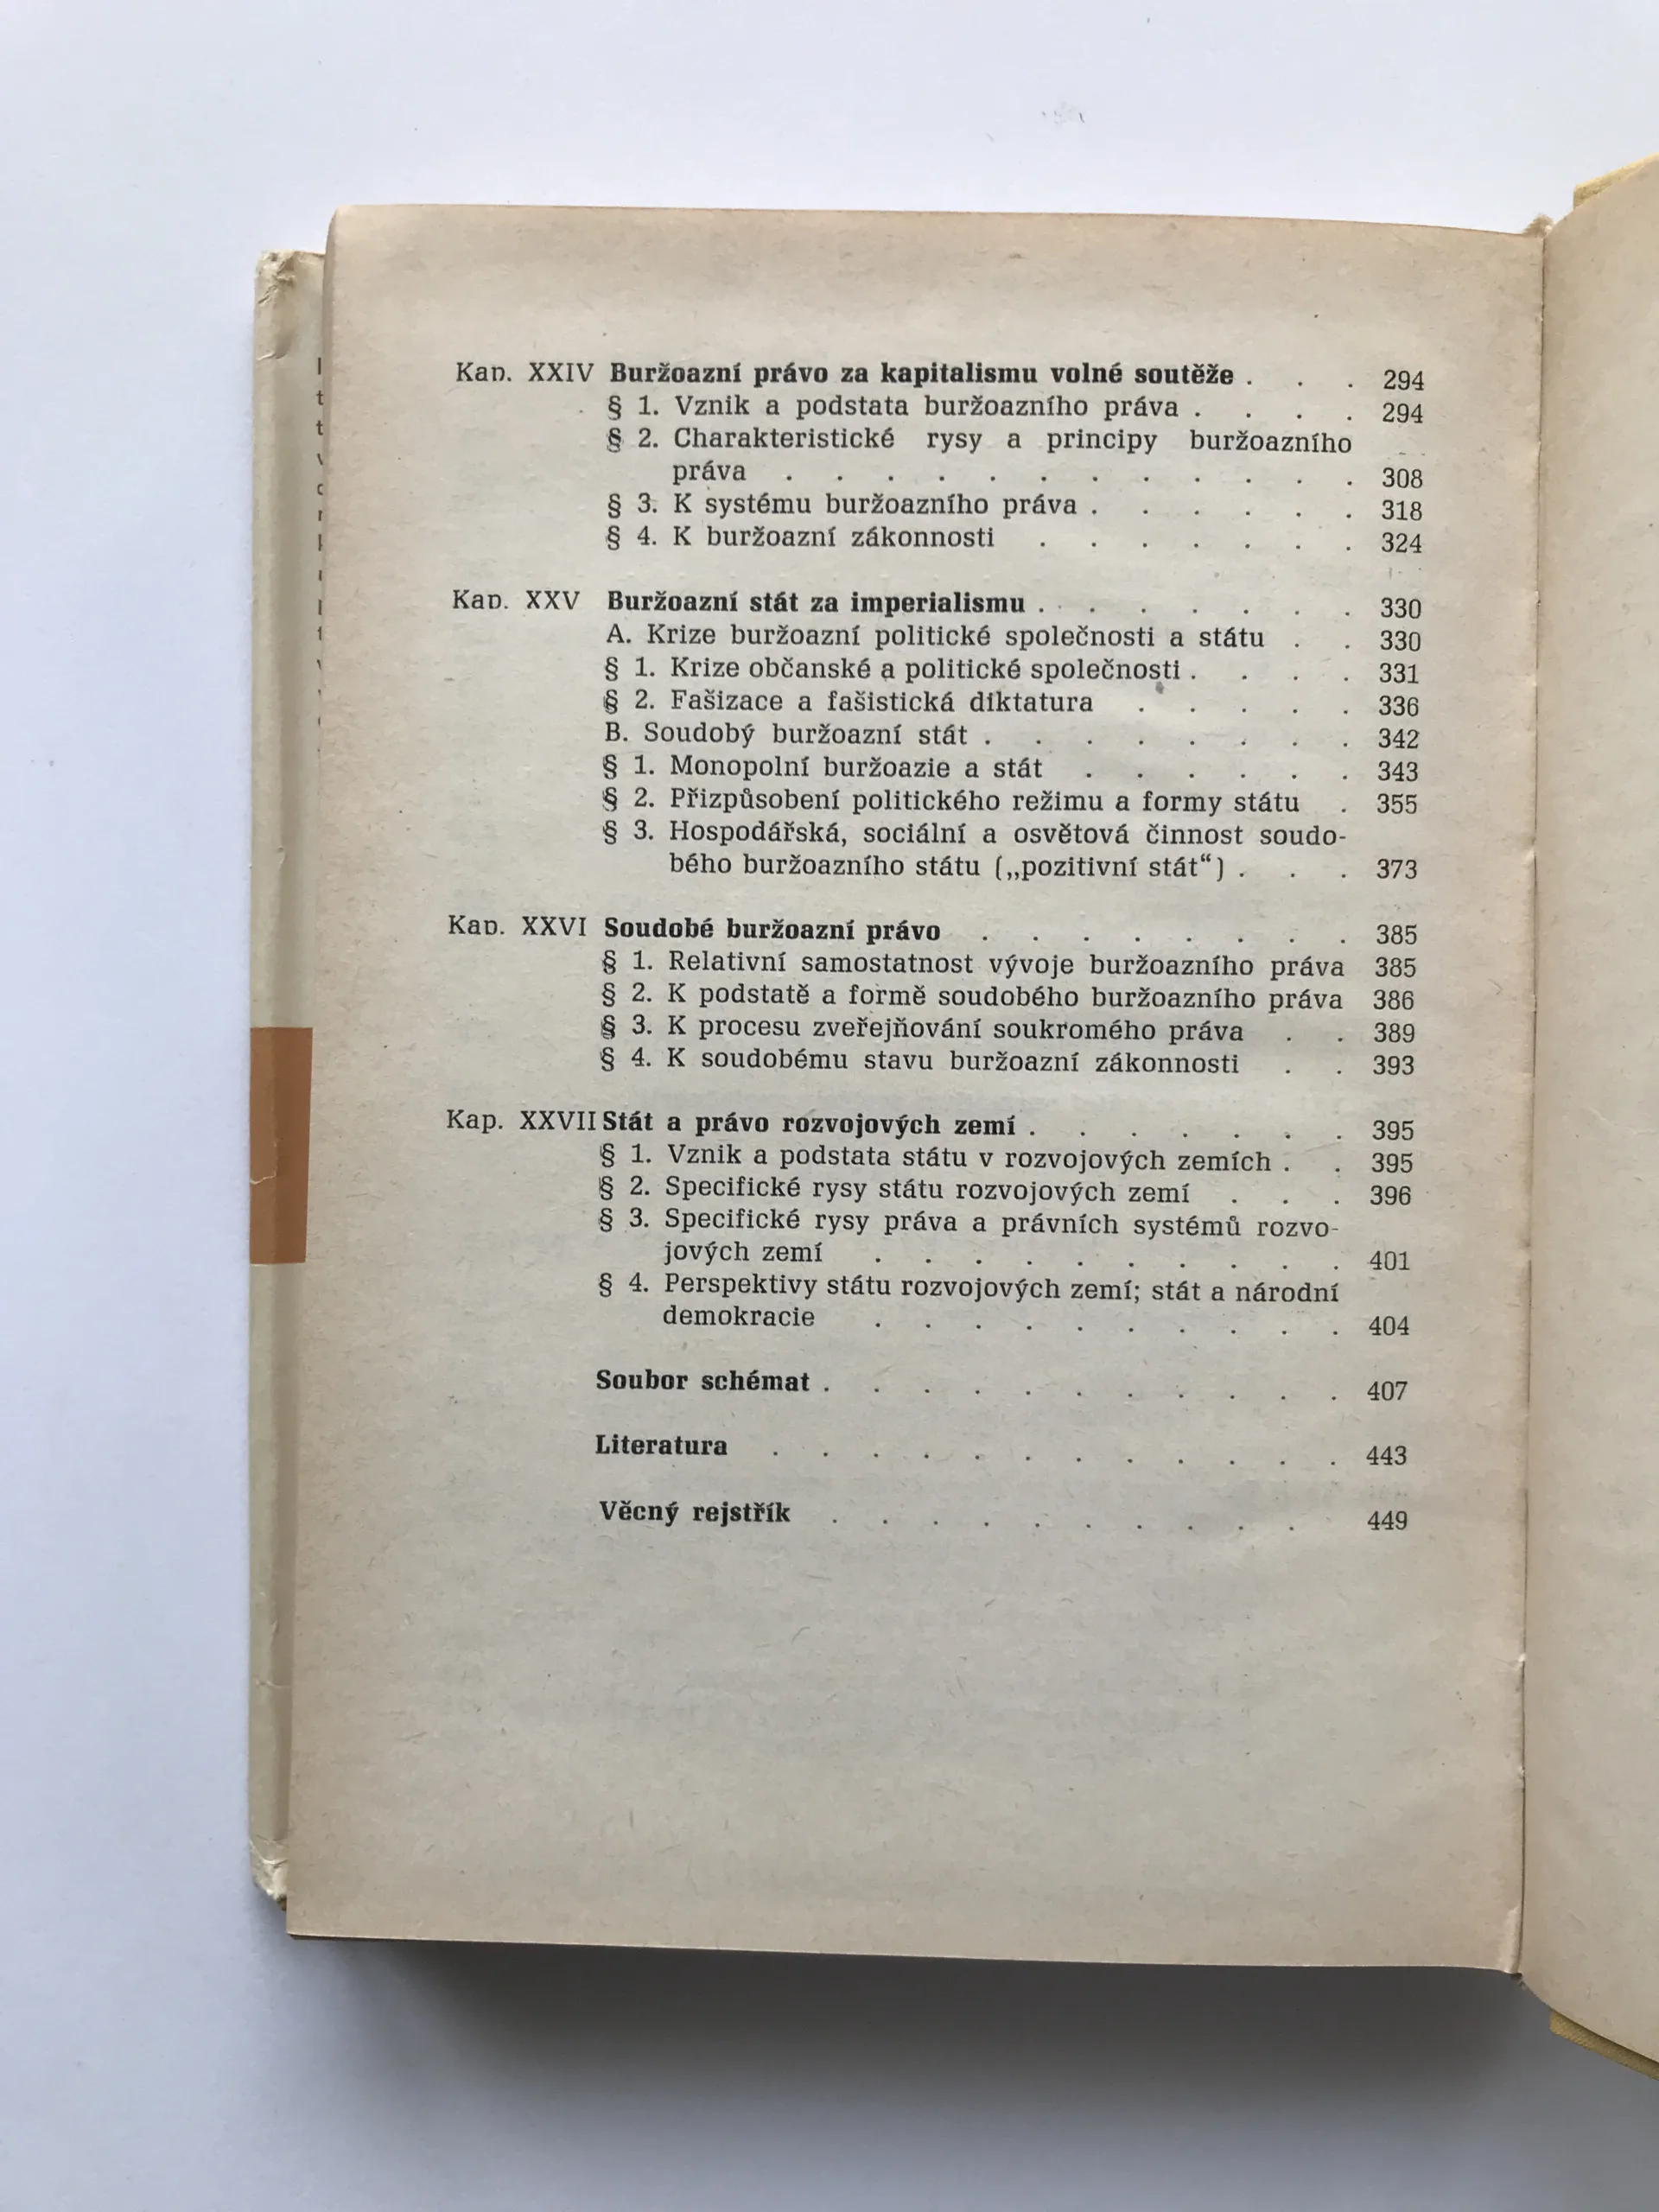 Kap. XXIV Buržoazní právo za kapitalismu volné soutěže . . . 294
§ 1. Vznik a podstata buržoazního práva . . . . 294
§ 2. Charakteristické rysy a principy buržoazního
práva . . . . . . . . . . . . 308
§ 3. K systému buržoazního práva . . . . . . 318
§ 4. K buržoazní zákonnosti . . . . . . . 324
Kap. XXV Buržoazní stát za imperialismu . . . . . . . 330
A. Krize buržoazní politické společnosti a státu . . 330
§ 1. Krize občanské a politické společnosti . . . . 331
§ 2. Fašizace a fašistická diktatura . . . . . 336
B. Soudobý buržoazní stát . . . . . . . . 342
§ 1. Monopolní buržoazie a stát . . . . . . 343
§ 2. Přizpůsobení politického režimu a formy státu . 355
§ 3. Hospodářská, sociální a osvětová činnost soudo-
bého buržoazního státu („pozitivní stát“) . . . 373
Kap. XXVI Soudobé buržoazní právo . . . . . . . . 385
§ 1. Relativní samostatnost vývoje buržoazního práva 385
§ 2. K podstatě a formě soudobého buržoazního práva 386
§ 3. K procesu zveřejňování soukromého práva . . 389
§ 4. K soudobému stavu buržoazní zákonnosti . . 393
Kap. XXVII Stát a právo rozvojových zemí . . . . . . . 395
§ 1. Vznik a podstata státu v rozvojových zemích . . 395
§ 2. Specifické rysy státu rozvojových zemí . . . 396
§ 3. Specifické rysy práva a právních systémů rozvo-
jových zemí . . . . . . . . . . 401
§ 4. Perspektivy státu rozvojových zemí; stát a národní
demokracie . . . . . . . . . . 404
Soubor schémat . . . . . . . . . . . 407
Literatura . . . . . . . . . . . . 443
Věcný rejstřík . . . . . . . . . . 449